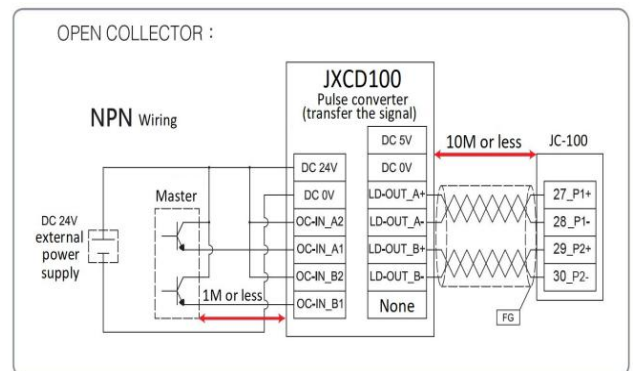 OPEN COLLECTOR :
JXCD100
Pulse converter
(transfer the signal)
NPN Wiring
DC 5V
10M or less
JC-100
DC 24V
DC 0V
Master
DC 0V
LD-OUT_A+
27_P1+
DC 24V
external
power
supply
OC-IN_A2
LD-OUT_A-
28_P1-
OC-IN_A1
LD-OUT_B+
29_P2+
OC-IN_B2
LD-OUT_B-
30_P2-
1M or less
OC-IN_B1
None
FG